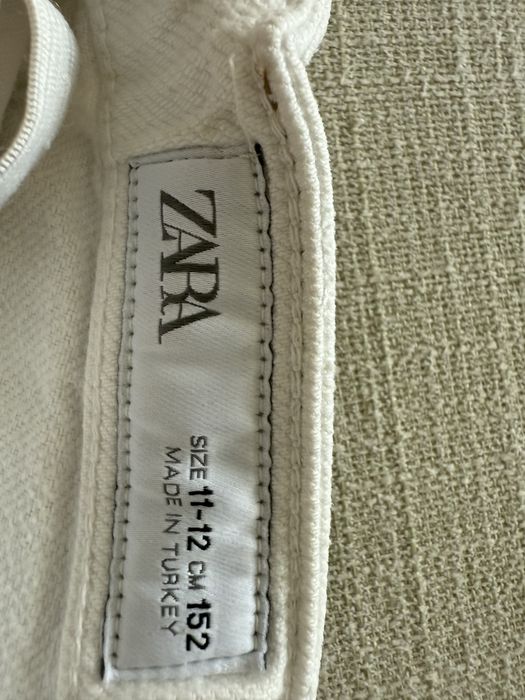 ZARA
SIZE 11-12 CM 152
MADE IN TURKEY